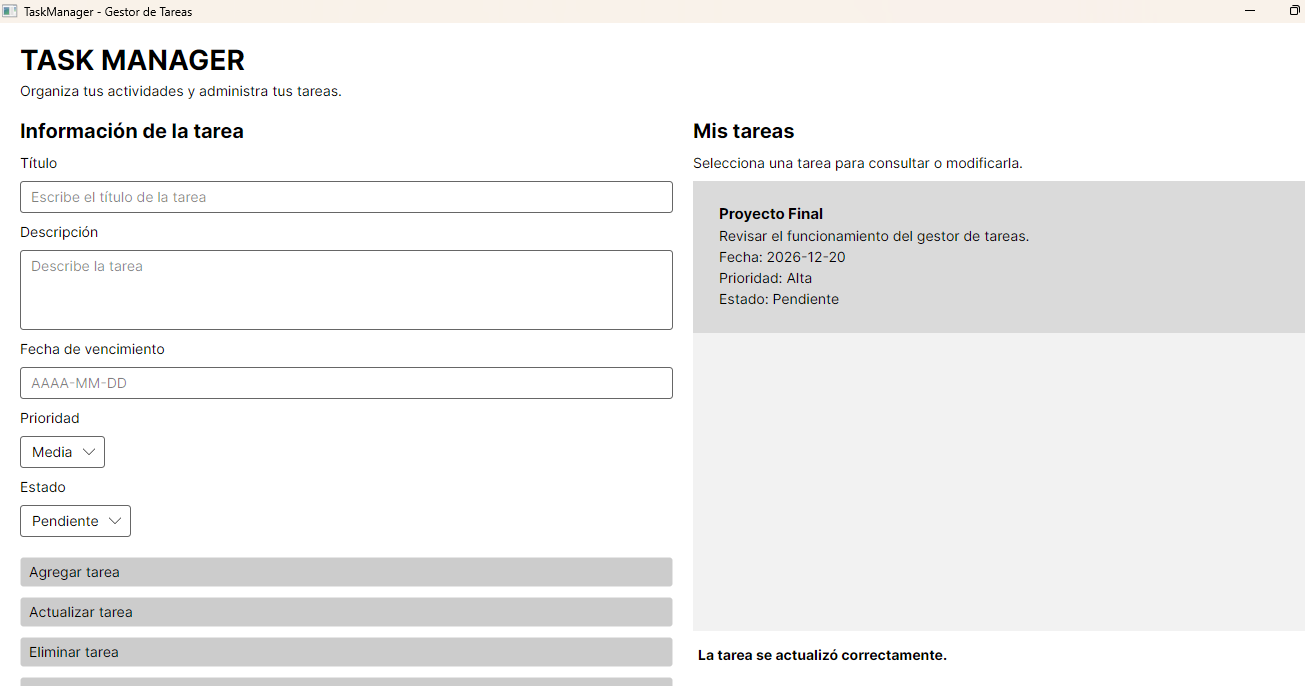 TaskManager - Gestor de Tareas
TASK MANAGER
Organiza tus actividades y administra tus tareas.
Información de la tarea
Título
Escribe el título de la tarea
Descripción
Describe la tarea
Fecha de vencimiento
AAAA-MM-DD
Prioridad
Media
Estado
Pendiente
Agregar tarea
Actualizar tarea
Eliminar tarea
Mis tareas
Selecciona una tarea para consultar o modificarla.
Proyecto Final
Revisar el funcionamiento del gestor de tareas.
Fecha: 2026-12-20
Prioridad: Alta
Estado: Pendiente
La tarea se actualizó correctamente.